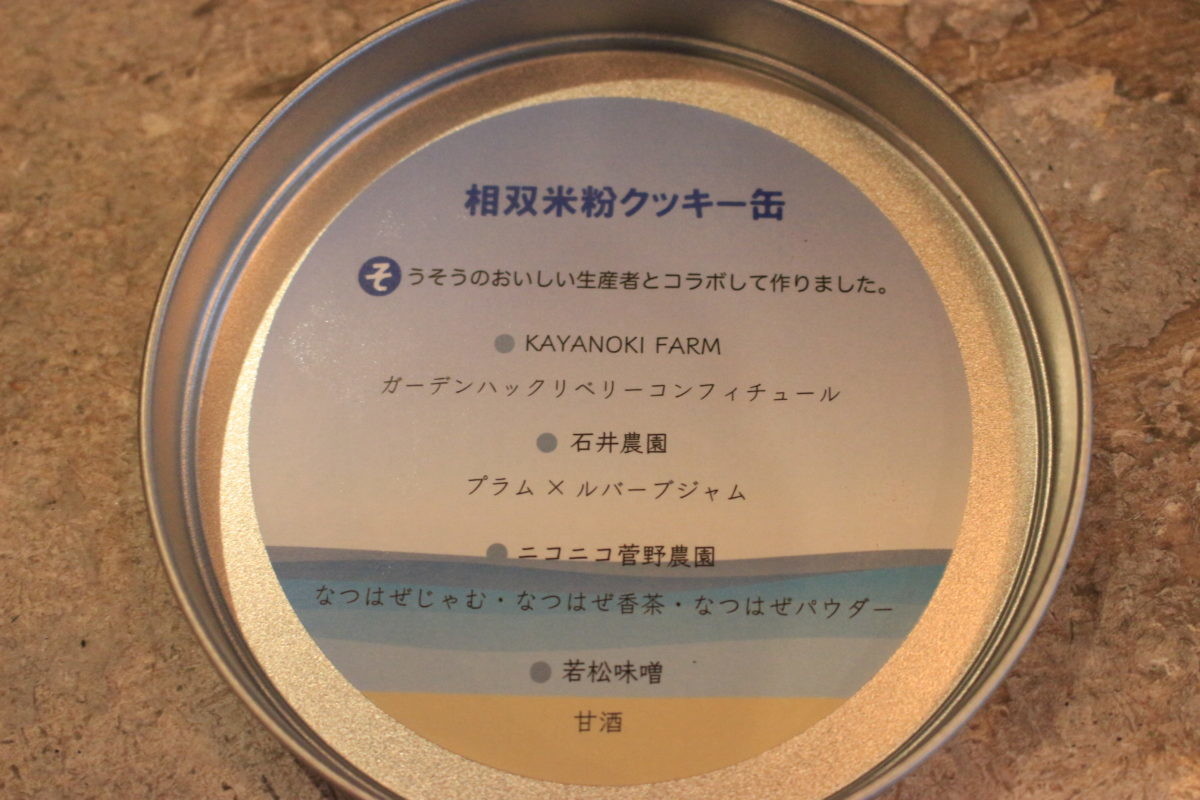 相双米粉クッキー缶
そうそうのおいしい生産者とコラボして作りました。
KAYANOKI FARM
ガーデンハックリベリーコンフィチュール
石井農園
プラム×ルバーブジャム
ニコニコ菅野農園
なつはぜじゃむ・なつはぜ香茶・なつはぜパウダー
若松味噌
甘酒